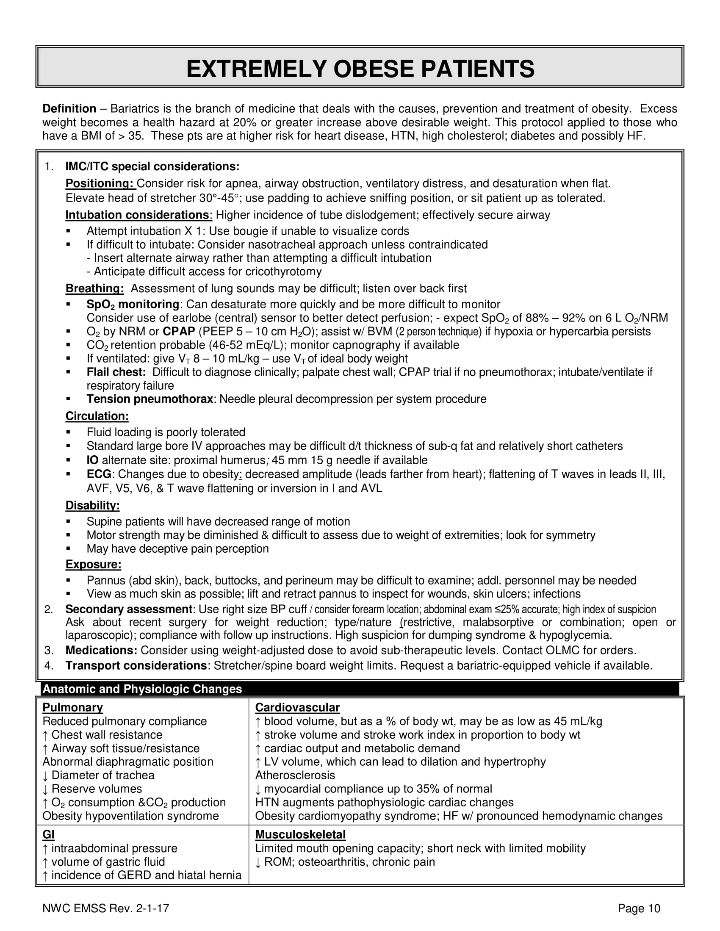 EXTREMELY OBESE PATIENTS
Definition – Bariatrics is the branch of medicine that deals with the causes, prevention and treatment of obesity. Excess
weight becomes a health hazard at 20% or greater increase above desirable weight. This protocol applied to those who
have a BMI of > 35. These pts are at higher risk for heart disease, HTN, high cholesterol; diabetes and possibly HF.
1. IMC/ITC special considerations:
Positioning: Consider risk for apnea, airway obstruction, ventilatory distress, and desaturation when flat.
Elevate head of stretcher 30°-45°; use padding to achieve sniffing position, or sit patient up as tolerated.
Intubation considerations: Higher incidence of tube dislodgement; effectively secure airway
▪ Attempt intubation X 1: Use bougie if unable to visualize cords
▪ If difficult to intubate: Consider nasotracheal approach unless contraindicated
- Insert alternate airway rather than attempting a difficult intubation
- Anticipate difficult access for cricothyrotomy
Breathing: Assessment of lung sounds may be difficult; listen over back first
▪ SpO₂ monitoring: Can desaturate more quickly and be more difficult to monitor
Consider use of earlobe (central) sensor to better detect perfusion; - expect SpO₂ of 88% – 92% on 6 L O₂/NRM
▪ O₂ by NRM or CPAP (PEEP 5 – 10 cm H₂O); assist w/ BVM (2 person technique) if hypoxia or hypercarbia persists
▪ CO₂ retention probable (46-52 mEq/L); monitor capnography if available
▪ If ventilated: give VT 8 – 10 mL/kg – use VT of ideal body weight
▪ Flail chest: Difficult to diagnose clinically; palpate chest wall; CPAP trial if no pneumothorax; intubate/ventilate if
respiratory failure
▪ Tension pneumothorax: Needle pleural decompression per system procedure
Circulation:
▪ Fluid loading is poorly tolerated
▪ Standard large bore IV approaches may be difficult d/t thickness of sub-q fat and relatively short catheters
▪ IO alternate site: proximal humerus; 45 mm 15 g needle if available
▪ ECG: Changes due to obesity: decreased amplitude (leads farther from heart); flattening of T waves in leads II, III,
AVF, V5, V6, & T wave flattening or inversion in I and AVL
Disability:
▪ Supine patients will have decreased range of motion
▪ Motor strength may be diminished & difficult to assess due to weight of extremities; look for symmetry
▪ May have deceptive pain perception
Exposure:
▪ Pannus (abd skin), back, buttocks, and perineum may be difficult to examine; addl. personnel may be needed
▪ View as much skin as possible; lift and retract pannus to inspect for wounds, skin ulcers; infections
2. Secondary assessment: Use right size BP cuff / consider forearm location; abdominal exam ≤25% accurate; high index of suspicion
Ask about recent surgery for weight reduction; type/nature (restrictive, malabsorptive or combination; open or
laparoscopic); compliance with follow up instructions. High suspicion for dumping syndrome & hypoglycemia.
3. Medications: Consider using weight-adjusted dose to avoid sub-therapeutic levels. Contact OLMC for orders.
4. Transport considerations: Stretcher/spine board weight limits. Request a bariatric-equipped vehicle if available.
Anatomic and Physiologic Changes
Pulmonary
Reduced pulmonary compliance
↑ Chest wall resistance
↑ Airway soft tissue/resistance
Abnormal diaphragmatic position
↓ Diameter of trachea
↓ Reserve volumes
↑ O₂ consumption &CO₂ production
Obesity hypoventilation syndrome
Cardiovascular
↑ blood volume, but as a % of body wt, may be as low as 45 mL/kg
↑ stroke volume and stroke work index in proportion to body wt
↑ cardiac output and metabolic demand
↑ LV volume, which can lead to dilation and hypertrophy
Atherosclerosis
↓ myocardial compliance up to 35% of normal
HTN augments pathophysiologic cardiac changes
Obesity cardiomyopathy syndrome; HF w/ pronounced hemodynamic changes
GI
↑ intraabdominal pressure
↑ volume of gastric fluid
↑ incidence of GERD and hiatal hernia
Musculoskeletal
Limited mouth opening capacity; short neck with limited mobility
↓ ROM; osteoarthritis, chronic pain
NWC EMSS Rev. 2-1-17
Page 10